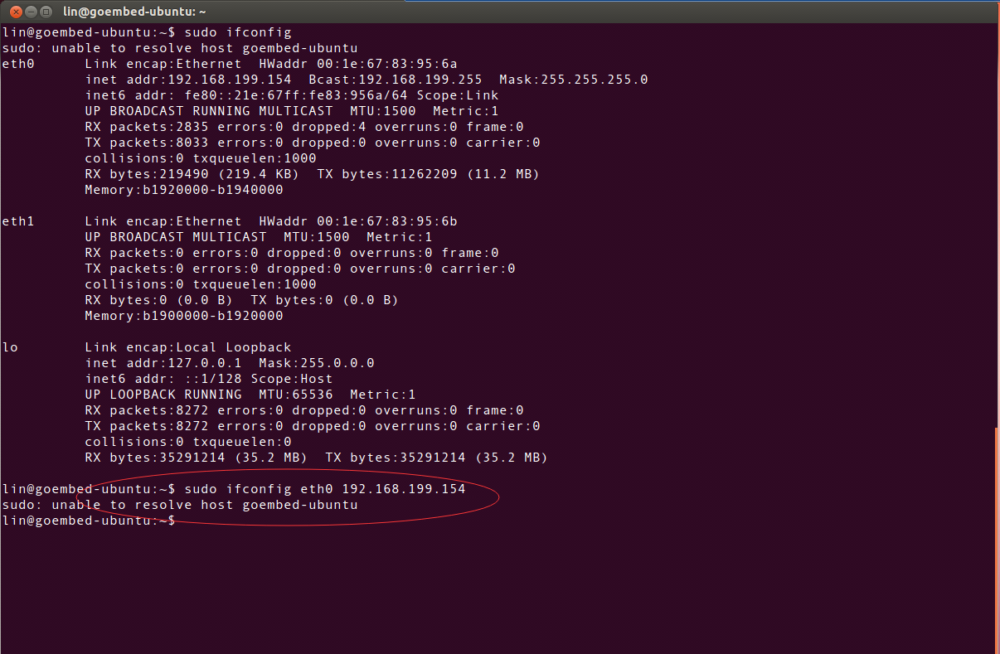 lin@goembed-ubuntu: ~
lin@goembed-ubuntu:~$ sudo ifconfig
sudo: unable to resolve host goembed-ubuntu
eth0      Link encap:Ethernet  HWaddr 00:1e:67:83:95:6a
          inet addr:192.168.199.154  Bcast:192.168.199.255  Mask:255.255.255.0
          inet6 addr: fe80::21e:67ff:fe83:956a/64 Scope:Link
          UP BROADCAST RUNNING MULTICAST  MTU:1500  Metric:1
          RX packets:2835 errors:0 dropped:4 overruns:0 frame:0
          TX packets:8033 errors:0 dropped:0 overruns:0 carrier:0
          collisions:0 txqueuelen:1000
          RX bytes:219490 (219.4 KB)  TX bytes:11262209 (11.2 MB)
          Memory:b1920000-b1940000
eth1      Link encap:Ethernet  HWaddr 00:1e:67:83:95:6b
          UP BROADCAST MULTICAST  MTU:1500  Metric:1
          RX packets:0 errors:0 dropped:0 overruns:0 frame:0
          TX packets:0 errors:0 dropped:0 overruns:0 carrier:0
          collisions:0 txqueuelen:1000
          RX bytes:0 (0.0 B)  TX bytes:0 (0.0 B)
          Memory:b1900000-b1920000
lo        Link encap:Local Loopback
          inet addr:127.0.0.1  Mask:255.0.0.0
          inet6 addr: ::1/128 Scope:Host
          UP LOOPBACK RUNNING  MTU:65536  Metric:1
          RX packets:8272 errors:0 dropped:0 overruns:0 frame:0
          TX packets:8272 errors:0 dropped:0 overruns:0 carrier:0
          collisions:0 txqueuelen:0
          RX bytes:35291214 (35.2 MB)  TX bytes:35291214 (35.2 MB)
lin@goembed-ubuntu:~$ sudo ifconfig eth0 192.168.199.154
sudo: unable to resolve host goembed-ubuntu
lin@goembed-ubuntu:~$